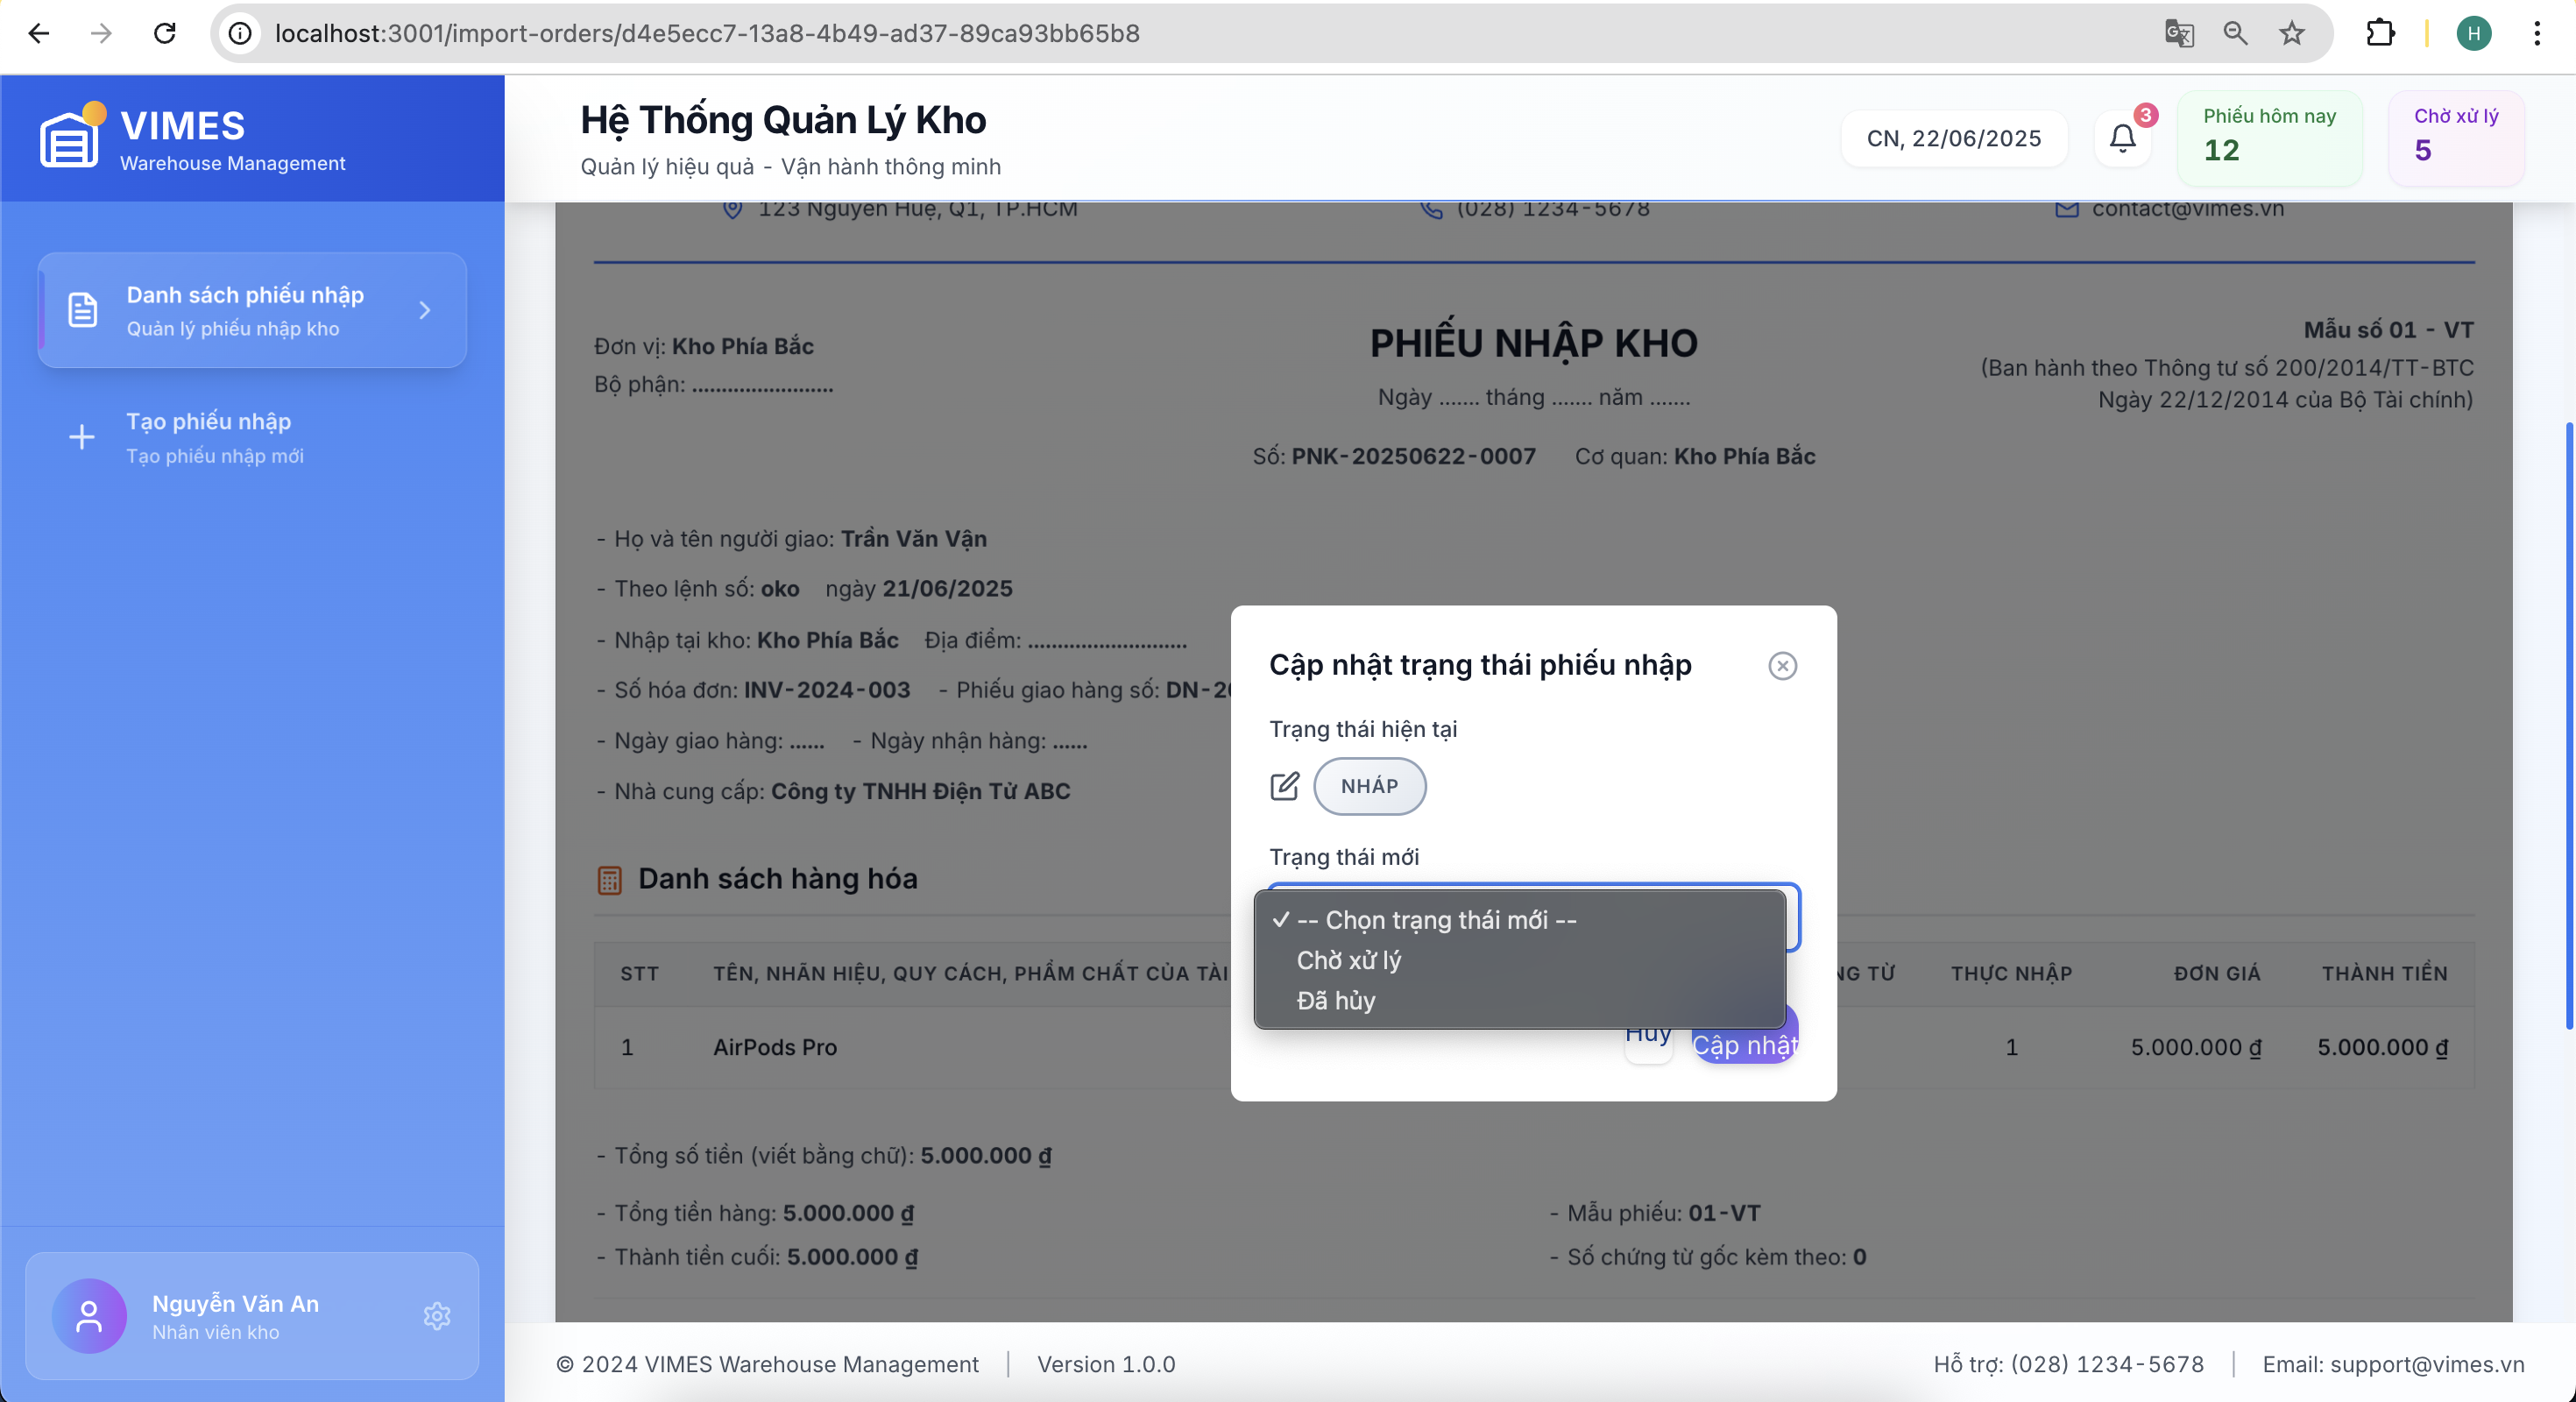 localhost:3001/import-orders/d4e5ecc7-13a8-4b49-ad37-89ca93bb65b8
H
VIMES
Warehouse Management
Hệ Thống Quản Lý Kho
Quản lý hiệu quả - Vận hành thông minh
CN, 22/06/2025
3
Phiếu hôm nay
12
Chờ xử lý
5
Danh sách phiếu nhập
Quản lý phiếu nhập kho
Tạo phiếu nhập
Tạo phiếu nhập mới
123 Nguyễn Huệ, Q1, TP.HCM
(028) 1234-5678
contact@vimes.vn
Đơn vị: Kho Phía Bắc
Bộ phận: ........................
PHIẾU NHẬP KHO
Ngày ....... tháng ....... năm .......
Số: PNK-20250622-0007 Cơ quan: Kho Phía Bắc
Mẫu số 01 - VT
(Ban hành theo Thông tư số 200/2014/TT-BTC
Ngày 22/12/2014 của Bộ Tài chính)
- Họ và tên người giao: Trần Văn Vận
- Theo lệnh số: oko ngày 21/06/2025
- Nhập tại kho: Kho Phía Bắc Địa điểm: ...........................
- Số hóa đơn: INV-2024-003 - Phiếu giao hàng số: DN-20
- Ngày giao hàng: ...... - Ngày nhận hàng: ......
- Nhà cung cấp: Công ty TNHH Điện Tử ABC
Cập nhật trạng thái phiếu nhập
Trạng thái hiện tại
NHÁP
Trạng thái mới
-- Chọn trạng thái mới --
Chờ xử lý
Đã hủy
Hủy
Cập nhật
Danh sách hàng hóa
STT TÊN, NHÃN HIỆU, QUY CÁCH, PHẨM CHẤT CỦA TÀI NG TỪ THỰC NHẬP ĐƠN GIÁ THÀNH TIỀN
1 AirPods Pro 1 5.000.000 ₫ 5.000.000 ₫
- Tổng số tiền (viết bằng chữ): 5.000.000 ₫
- Tổng tiền hàng: 5.000.000 ₫
- Mẫu phiếu: 01-VT
- Thành tiền cuối: 5.000.000 ₫
- Số chứng từ gốc kèm theo: 0
Nguyễn Văn An
Nhân viên kho
© 2024 VIMES Warehouse Management
Version 1.0.0
Hỗ trợ: (028) 1234-5678
Email: support@vimes.vn